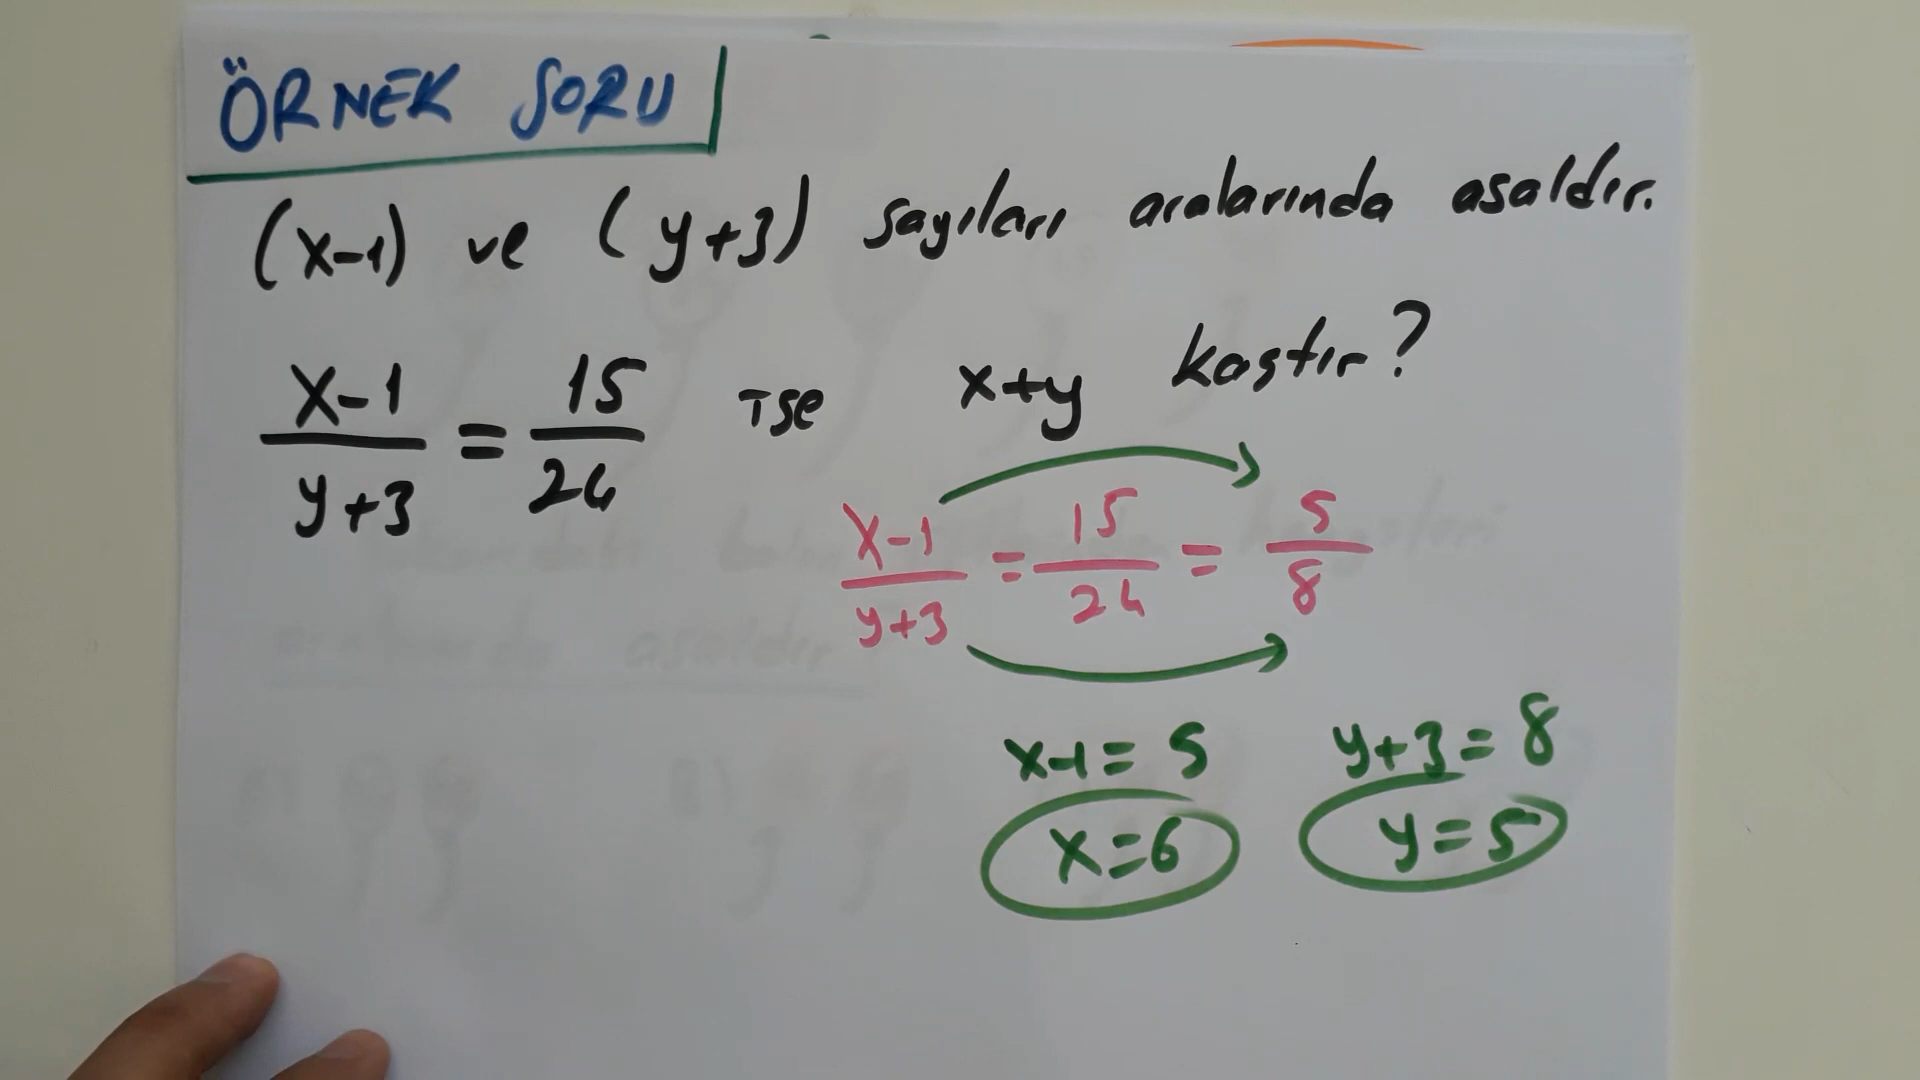 ÖRNEK SORU
(x-1) ve (y+3) sayıları aralarında asaldır.
x-1 / y+3 = 15 / 24 ise x+y kaçtır?
x-1 / y+3 = 15 / 24 = 5 / 8
x-1=5 y+3=8
x=6 y=5